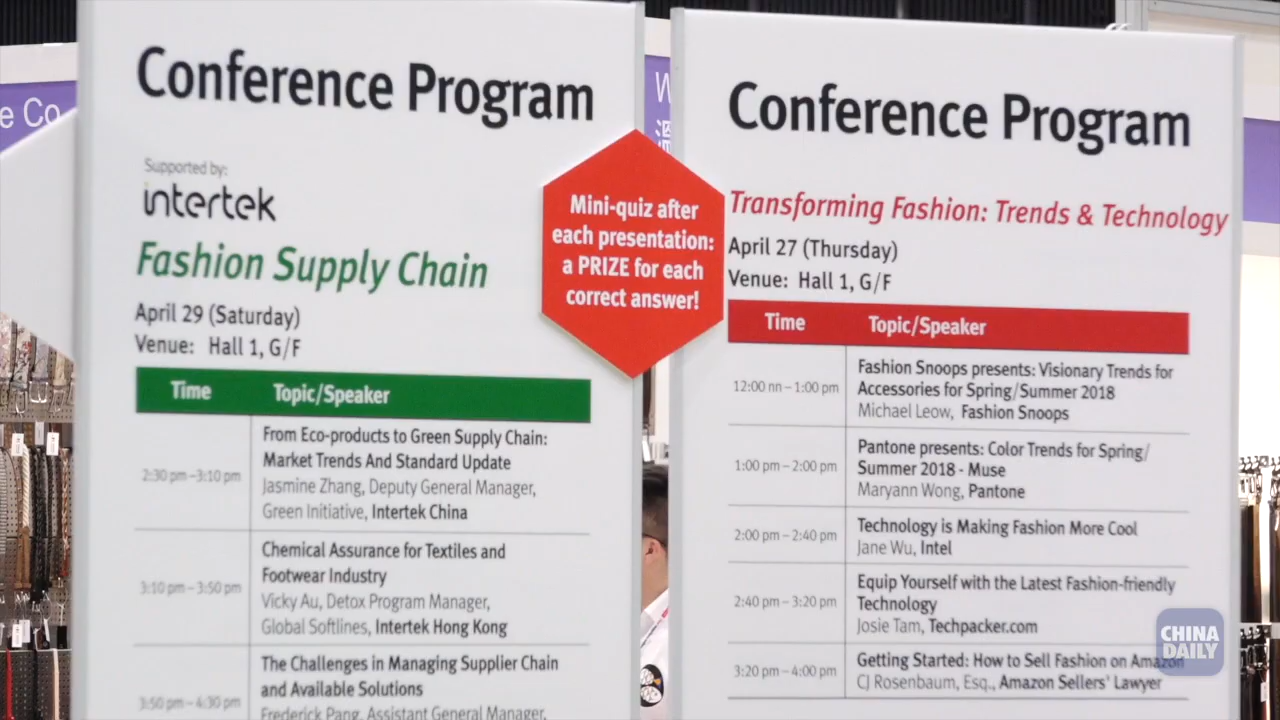 e Co
Conference Program
Supported by:
intertek
Fashion Supply Chain
April 29 (Saturday)
Venue: Hall 1, G/F
Time Topic/Speaker
2:30 pm –3:10 pm
From Eco-products to Green Supply Chain:
Market Trends And Standard Update
Jasmine Zhang, Deputy General Manager,
Green Initiative, Intertek China
3:10 pm – 3:50 pm
Chemical Assurance for Textiles and
Footwear Industry
Vicky Au, Detox Program Manager,
Global Softlines, Intertek Hong Kong
3:50 pm – 4:30 pm
The Challenges in Managing Supplier Chain
and Available Solutions
Frederick Pang, Assistant General Manager,
Mini-quiz after
each presentation:
a PRIZE for each
correct answer!
W
Conference Program
Transforming Fashion: Trends & Technology
April 27 (Thursday)
Venue: Hall 1, G/F
Time Topic/Speaker
12:00 nn – 1:00 pm
Fashion Snoops presents: Visionary Trends for
Accessories for Spring/Summer 2018
Michael Leow, Fashion Snoops
1:00 pm – 2:00 pm
Pantone presents: Color Trends for Spring/
Summer 2018 - Muse
Maryann Wong, Pantone
2:00 pm – 2:40 pm
Technology is Making Fashion More Cool
Jane Wu, Intel
2:40 pm – 3:20 pm
Equip Yourself with the Latest Fashion-friendly
Technology
Josie Tam, Techpacker.com
3:20 pm – 4:00 pm
Getting Started: How to Sell Fashion on Amazon
CJ Rosenbaum, Esq., Amazon Sellers' Lawyer
CHINA
DAILY